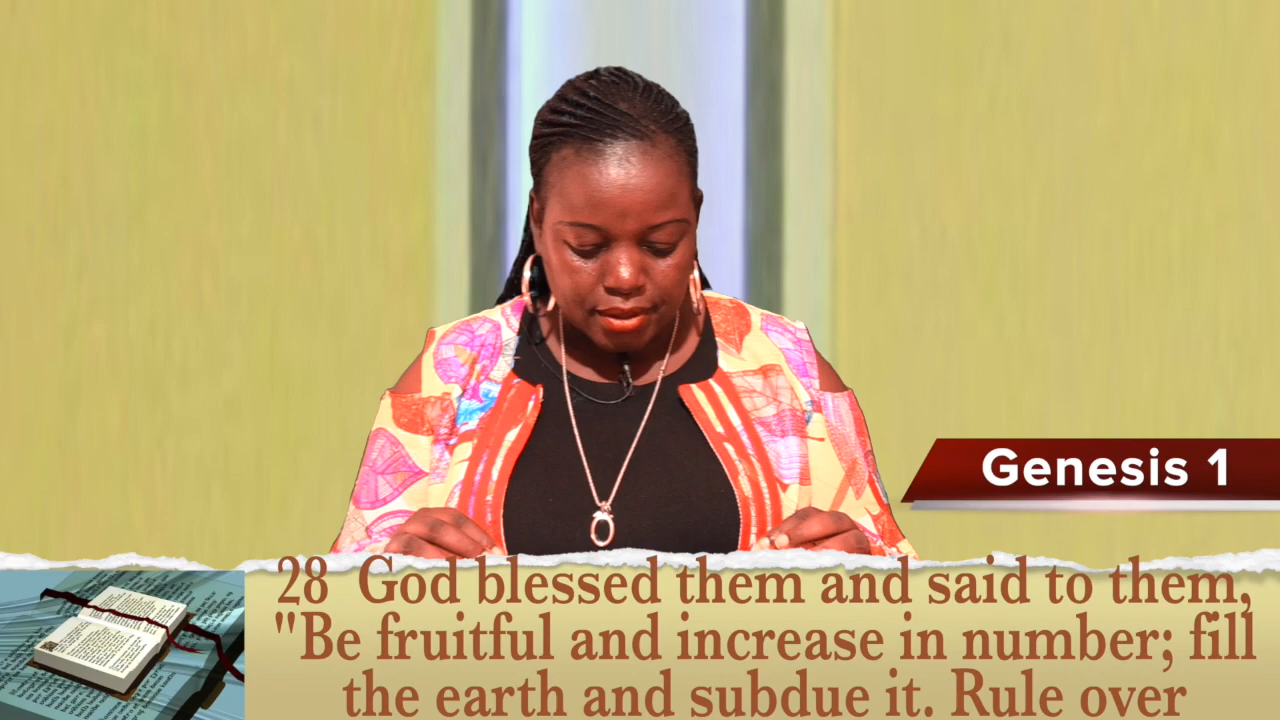 Genesis 1
28 God blessed them and said to them,
"Be fruitful and increase in number; fill
the earth and subdue it. Rule over